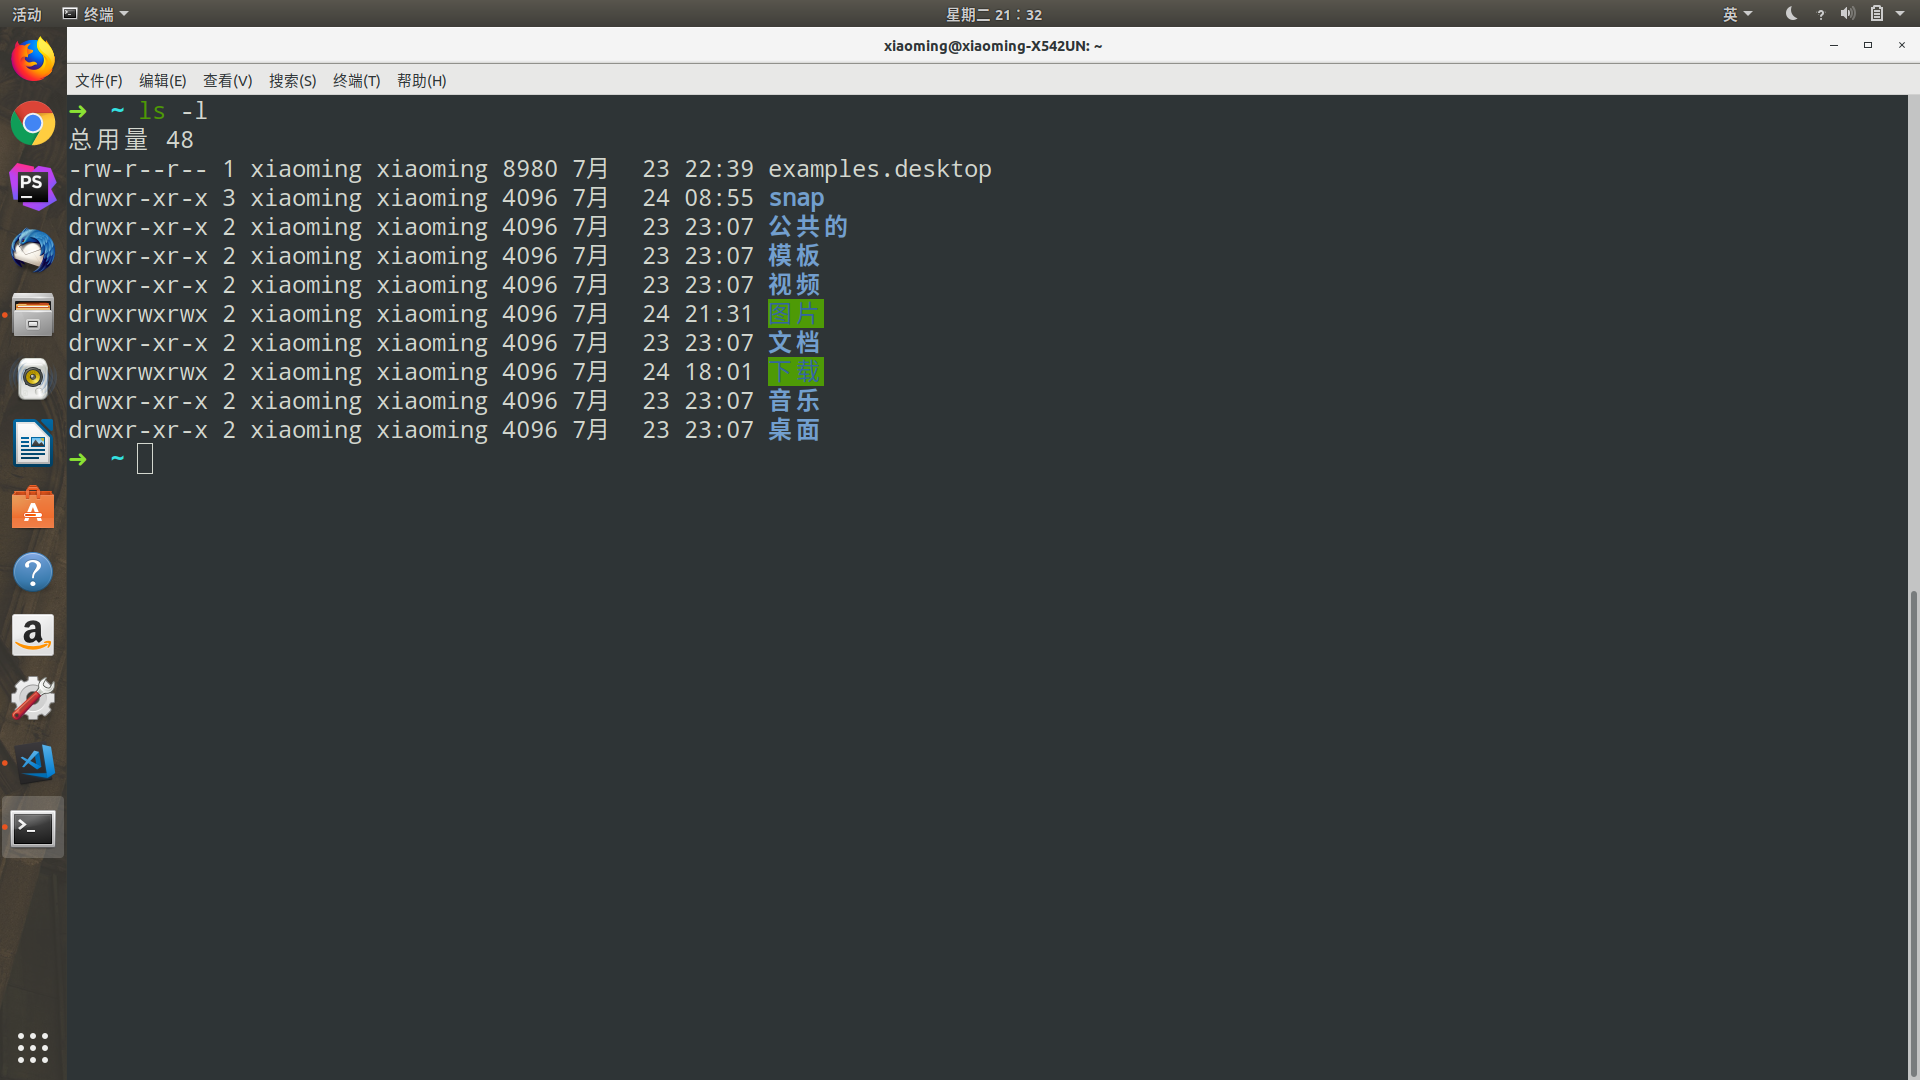 活动 终端 星期二 21：32 英
xiaoming@xiaoming-X542UN: ~
文件(F) 编辑(E) 查看(V) 搜索(S) 终端(T) 帮助(H)
➜ ~ ls -l
总用量 48
-rw-r--r-- 1 xiaoming xiaoming 8980 7月 23 22:39 examples.desktop
drwxr-xr-x 3 xiaoming xiaoming 4096 7月 24 08:55 snap
drwxr-xr-x 2 xiaoming xiaoming 4096 7月 23 23:07 公共的
drwxr-xr-x 2 xiaoming xiaoming 4096 7月 23 23:07 模板
drwxr-xr-x 2 xiaoming xiaoming 4096 7月 23 23:07 视频
drwxrwxrwx 2 xiaoming xiaoming 4096 7月 24 21:31 图片
drwxr-xr-x 2 xiaoming xiaoming 4096 7月 23 23:07 文档
drwxrwxrwx 2 xiaoming xiaoming 4096 7月 24 18:01 下载
drwxr-xr-x 2 xiaoming xiaoming 4096 7月 23 23:07 音乐
drwxr-xr-x 2 xiaoming xiaoming 4096 7月 23 23:07 桌面
➜ ~
PS